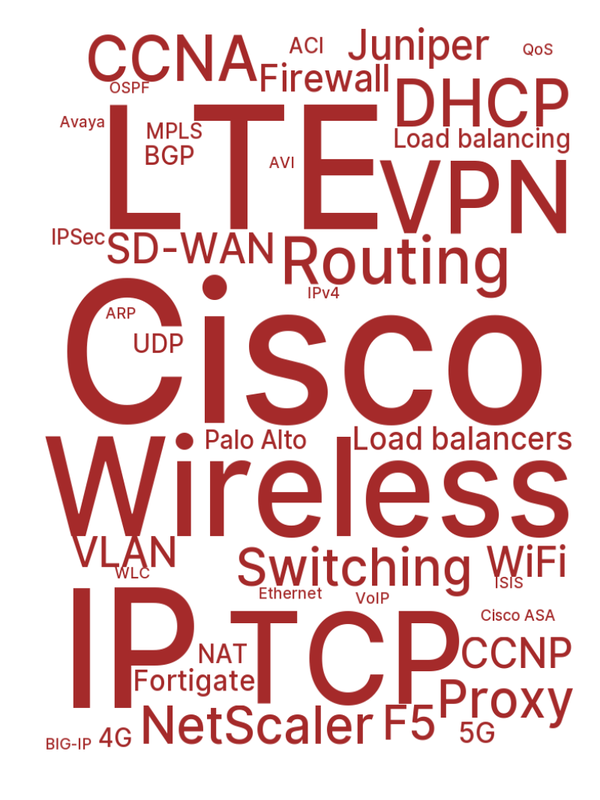 CCNA
ACI
Juniper
QoS
OSPF
Firewall
DHCP
Avaya
LTE
MPLS
BGP
AVI
Load balancing
VPN
IPSec
SD-WAN
Routing
IPv4
Cisco
ARP
UDP
Palo Alto
Load balancers
Wireless
VLAN
WLC
Switching
WiFi
ISIS
Ethernet
VoIP
IP
TCP
Cisco ASA
NAT
CCNP
Fortigate
Proxy
NetScaler
F5
5G
4G
BIG-IP